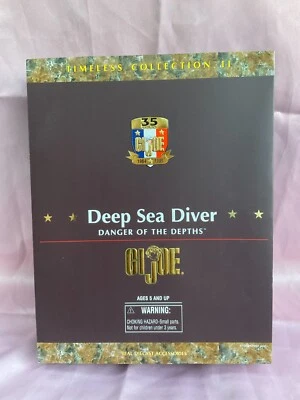 TIMELESS COLLECTION II
35
GI JOE
Deep Sea Diver
DANGER OF THE DEPTHS™
GI JOE®
AGES 5 AND UP
⚠ WARNING:
CHOKING HAZARD-Small parts.
Not for children under 3 years.
ACCESSORIES